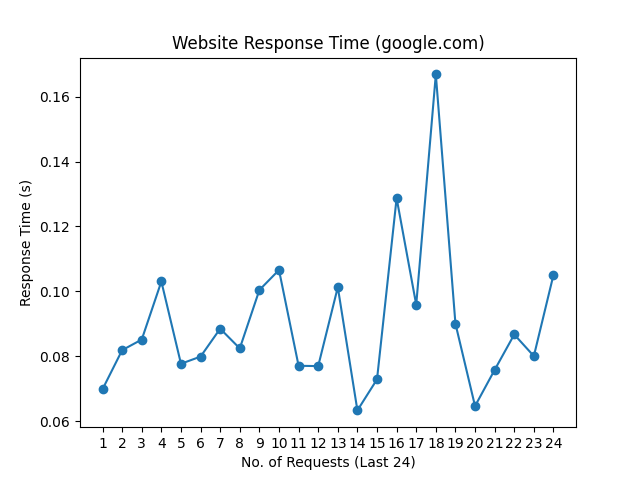 Website Response Time (google.com)
0.16
0.14
0.12
0.10
0.08
0.06
Response Time (s)
1 2 3 4 5 6 7 8 9 10 11 12 13 14 15 16 17 18 19 20 21 22 23 24
No. of Requests (Last 24)